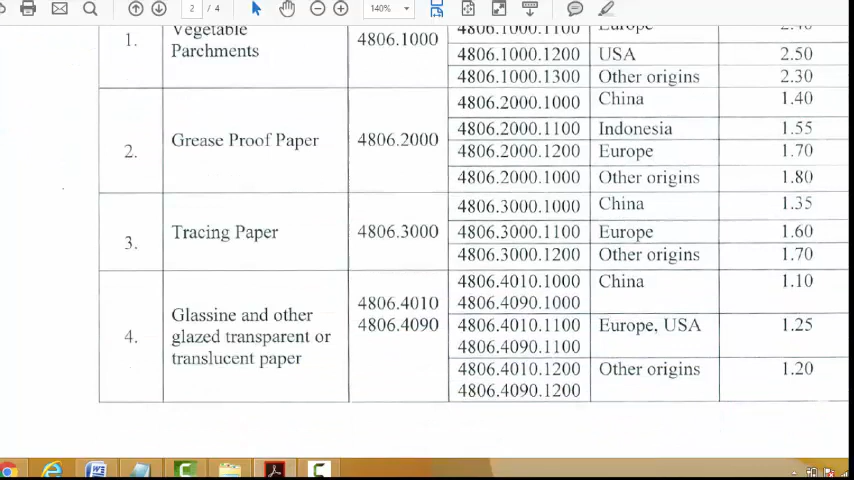 2 / 4
140%
1.
Vegetable
Parchments
4806.1000
4806.1000.1100 Europe 2.40
4806.1000.1200 USA 2.50
4806.1000.1300 Other origins 2.30
2.
Grease Proof Paper
4806.2000
4806.2000.1000 China 1.40
4806.2000.1100 Indonesia 1.55
4806.2000.1200 Europe 1.70
4806.2000.1000 Other origins 1.80
3.
Tracing Paper
4806.3000
4806.3000.1000 China 1.35
4806.3000.1100 Europe 1.60
4806.3000.1200 Other origins 1.70
4.
Glassine and other
glazed transparent or
translucent paper
4806.4010
4806.4090
4806.4010.1000 China 1.10
4806.4090.1000
4806.4010.1100 Europe, USA 1.25
4806.4090.1100
4806.4010.1200 Other origins 1.20
4806.4090.1200